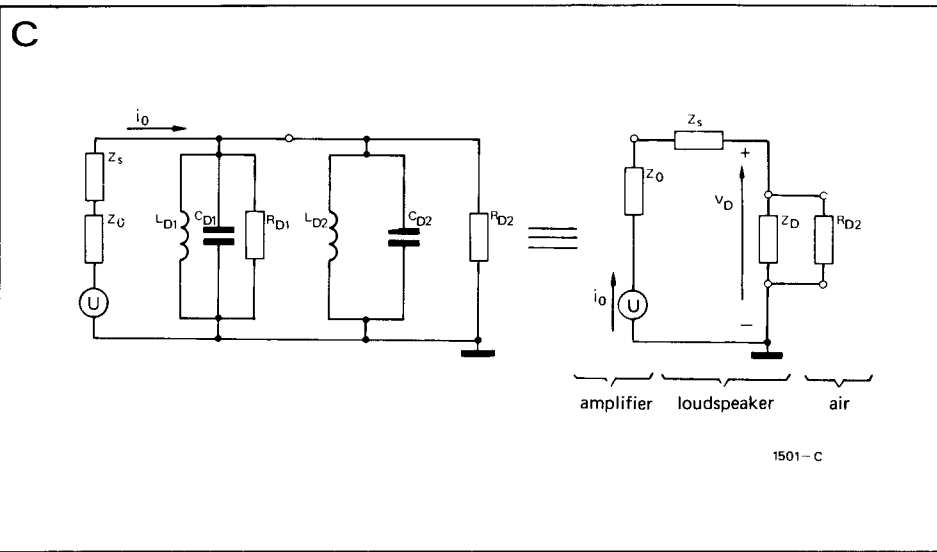 C
i0
Zs
Z0
U
LD1
CD1
RD1
LD2
CD2
RD2
Zs
Z0
+
VD
ZD
RD2
i0
U
−
amplifier loudspeaker air
1501-C